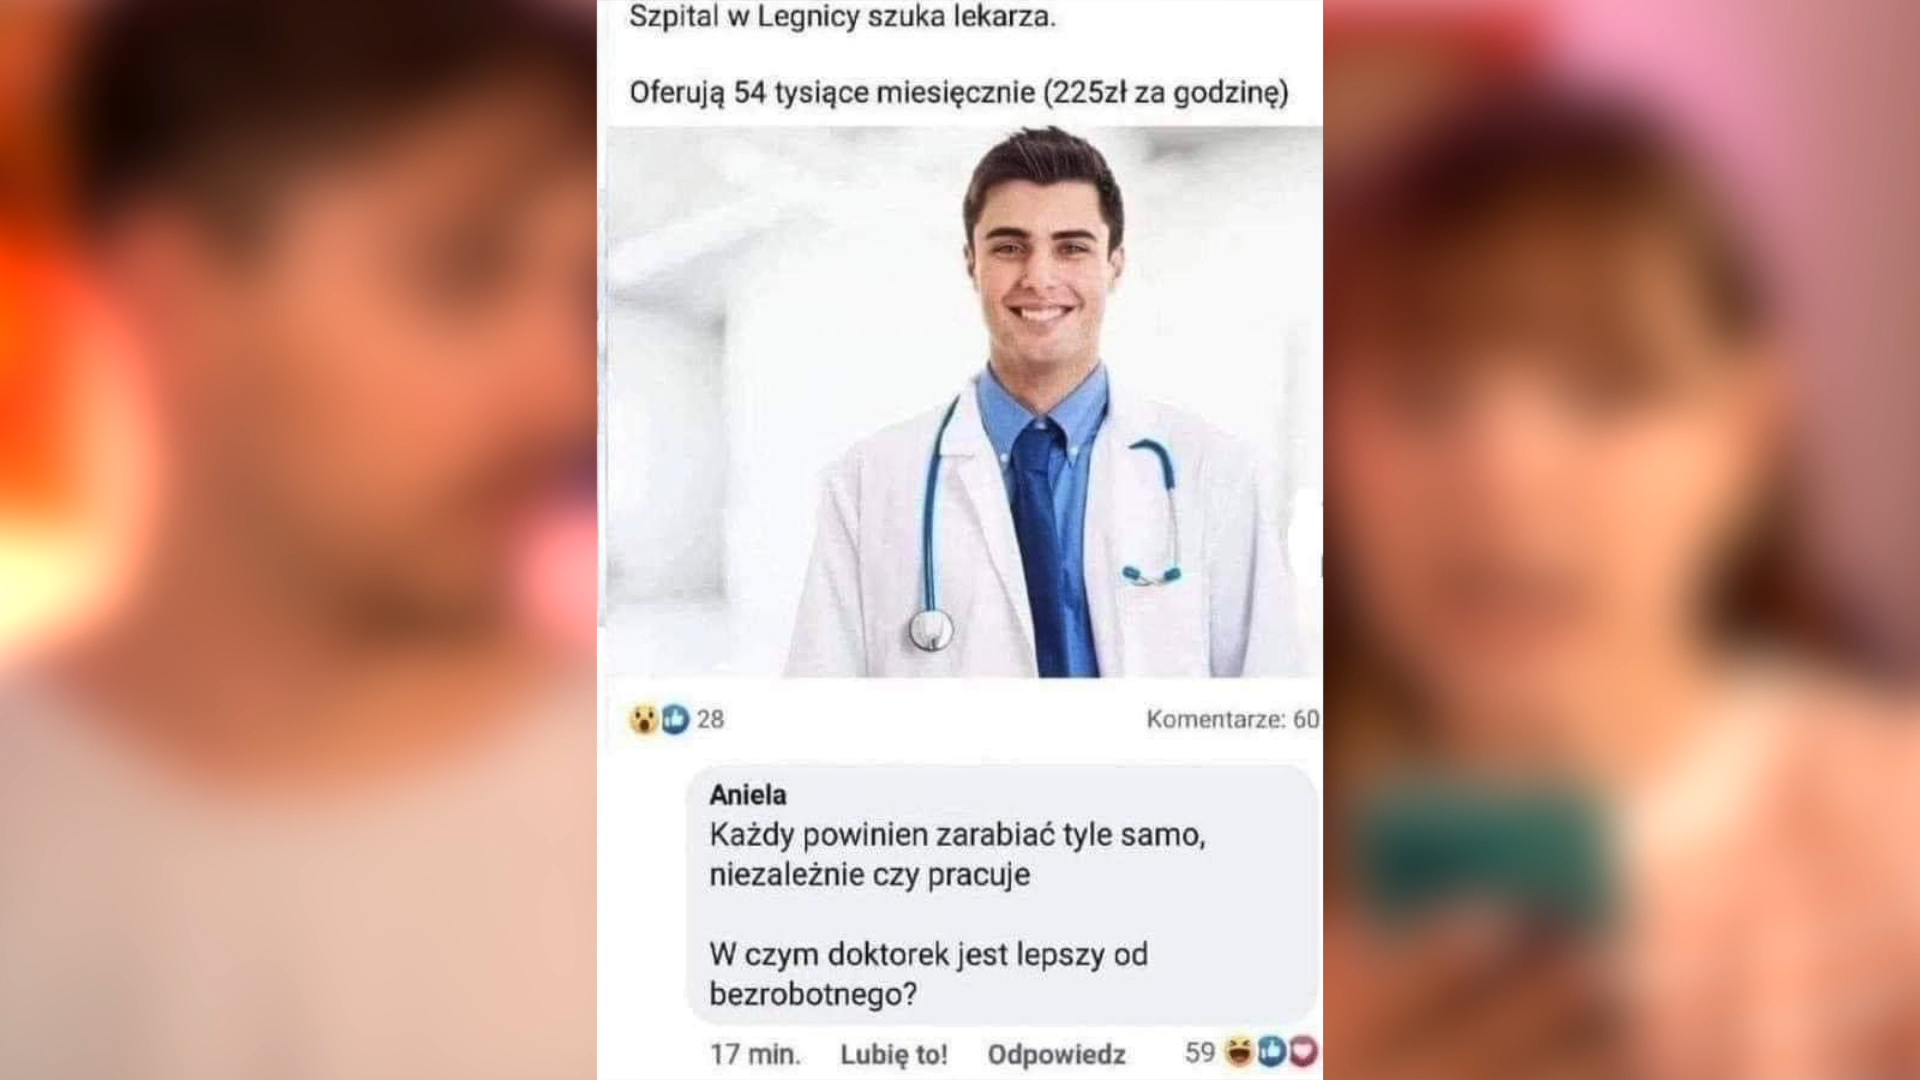 Szpital w Legnicy szuka lekarza.
Oferują 54 tysiące miesięcznie (225zł za godzinę)
28
Komentarze: 60
Aniela
Każdy powinien zarabiać tyle samo,
niezależnie czy pracuje
W czym doktorek jest lepszy od
bezrobotnego?
17 min. Lubię to! Odpowiedz 59